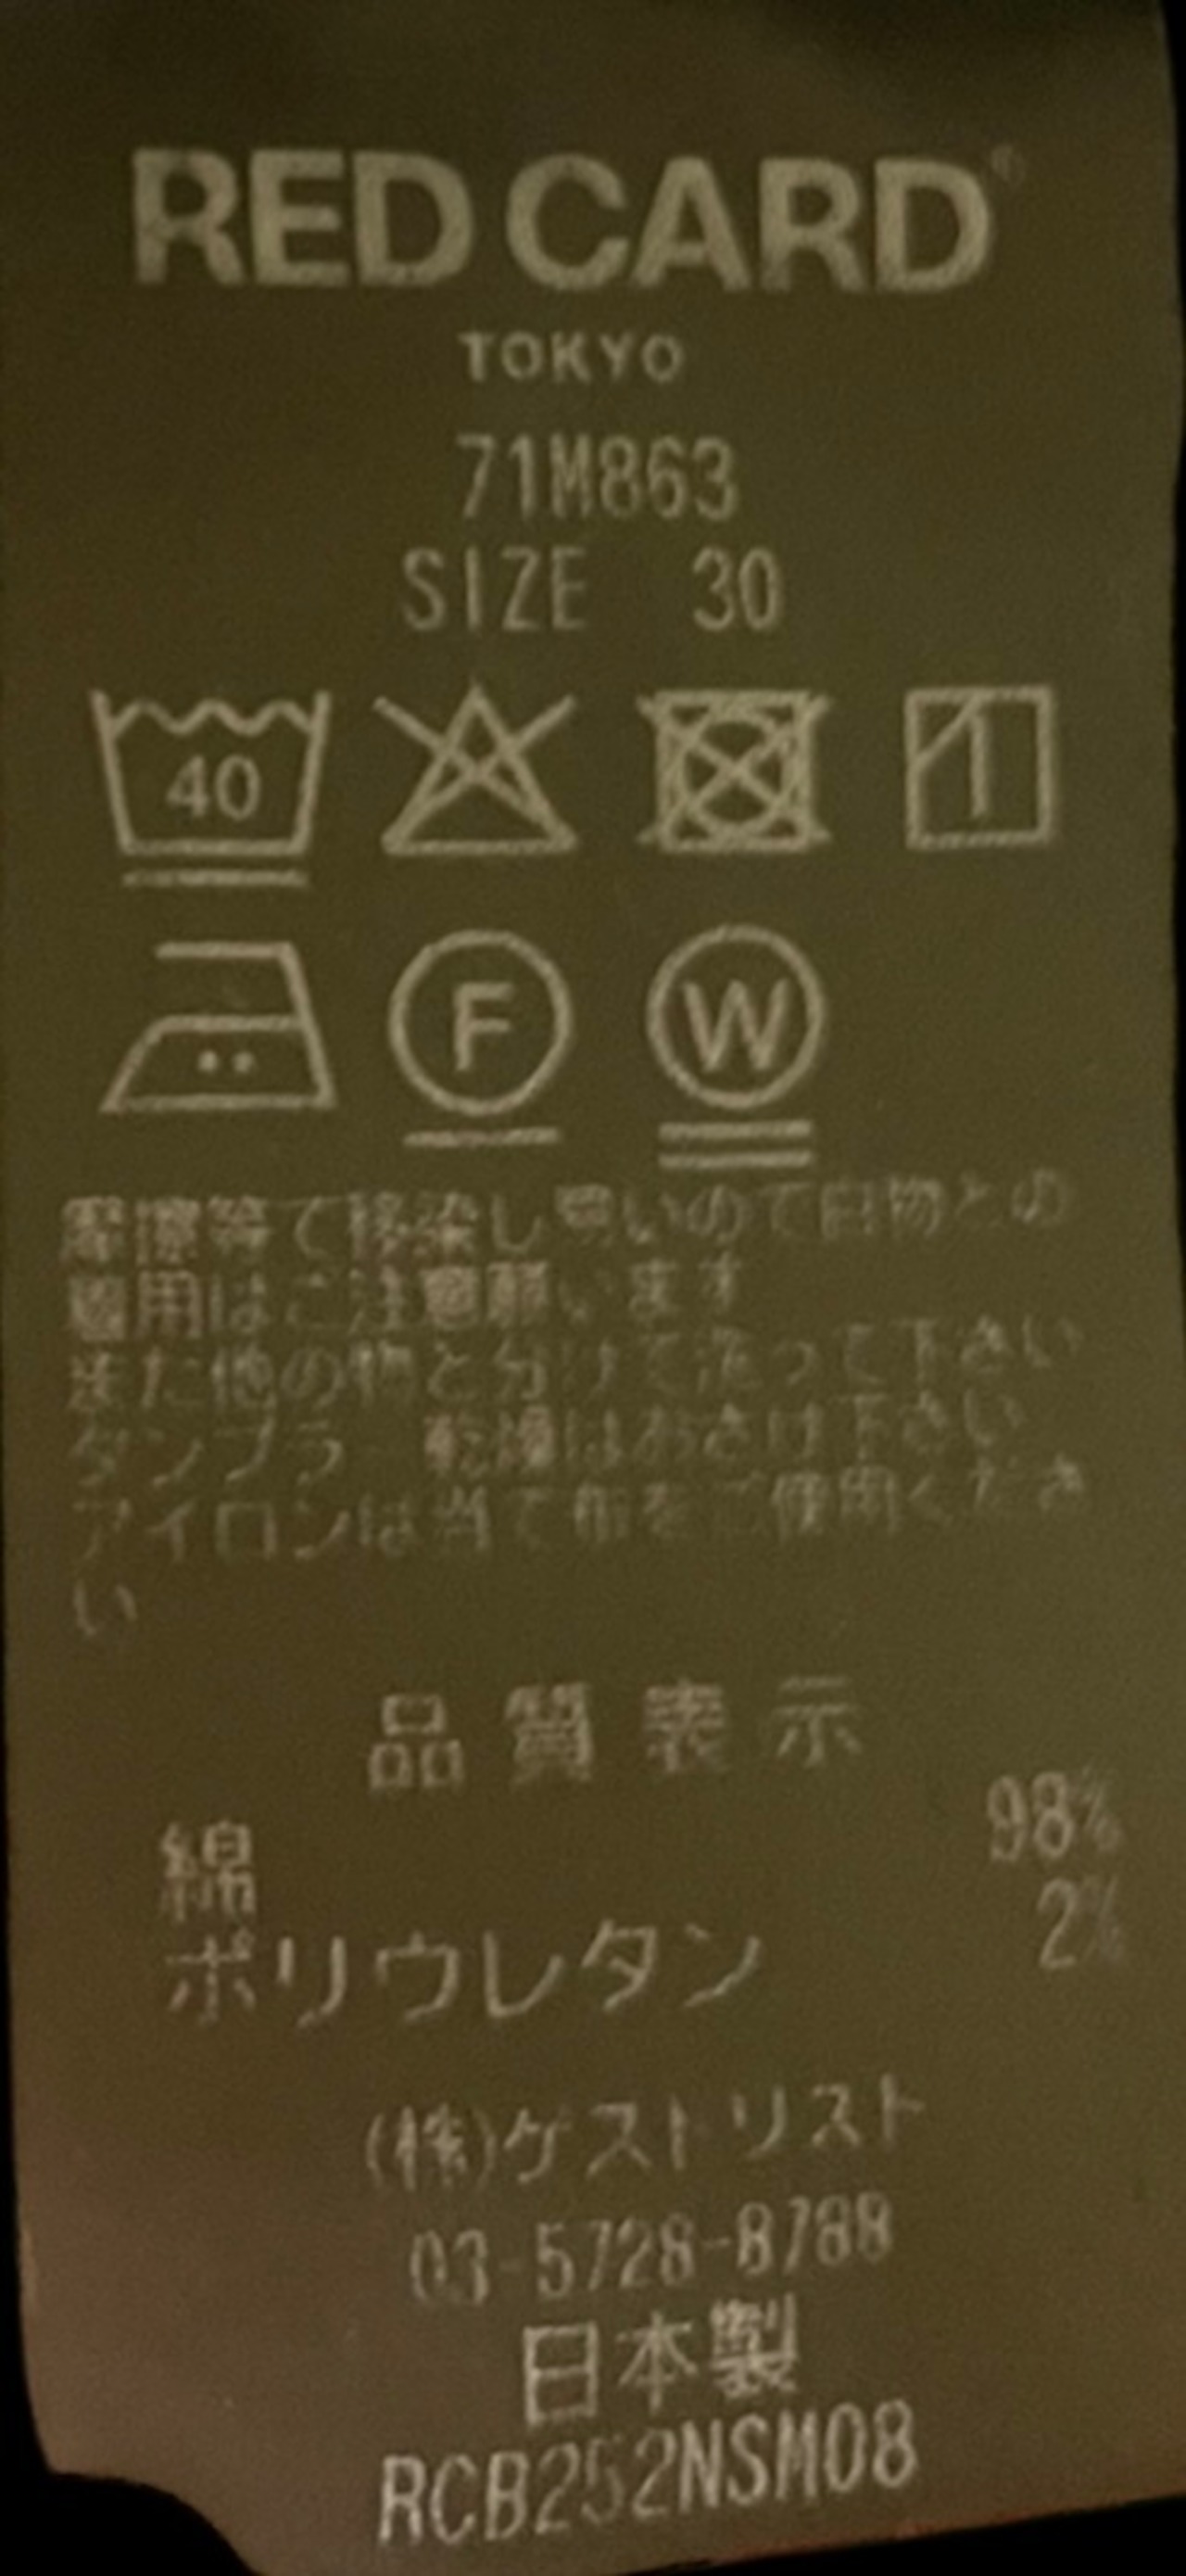 RED CARD®
TOKYO
71M863
SIZE 30
40
F
W
摩擦等で移染し易いので白物との
着用はご注意願います
また他の物と分けて洗って下さい
タンブラー乾燥はおさけ下さい
アイロンは当て布をご使用くださ
い
品質表示
綿 98%
ポリウレタン 2%
(株)ゲストリスト
03-5728-8788
日本製
RCB252NSM08